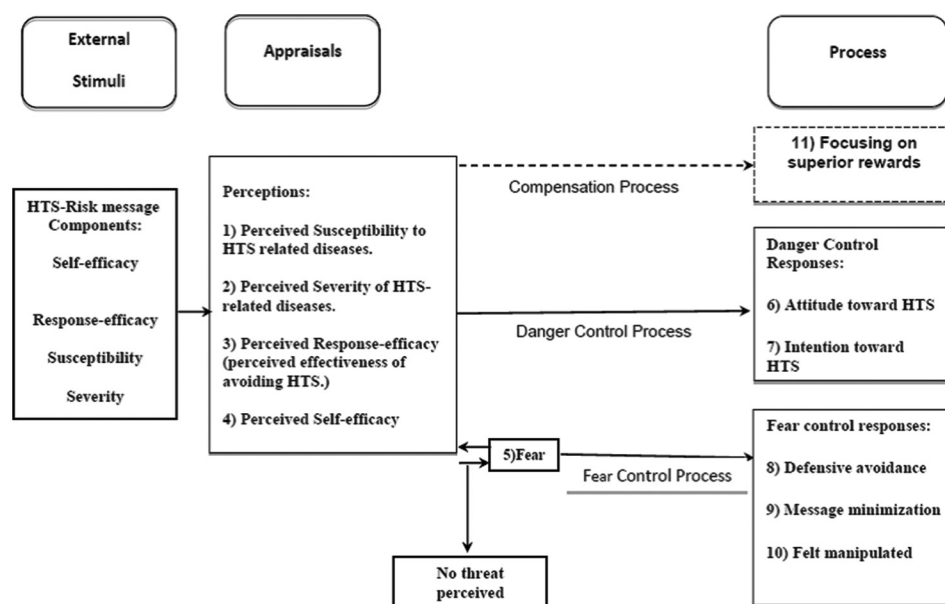 External
Stimuli
Appraisals
Process
HTS-Risk message
Components:
Self-efficacy
Response-efficacy
Susceptibility
Severity
Perceptions:
1) Perceived Susceptibility to
HTS related diseases.
2) Perceived Severity of HTS-
related diseases.
3) Perceived Response-efficacy
(perceived effectiveness of
avoiding HTS.)
4) Perceived Self-efficacy
Compensation Process
11) Focusing on
superior rewards
Danger Control Process
Danger Control
Responses:
6) Attitude toward HTS
7) Intention toward
HTS
5)Fear
Fear Control Process
Fear control responses:
8) Defensive avoidance
9) Message minimization
10) Felt manipulated
No threat
perceived